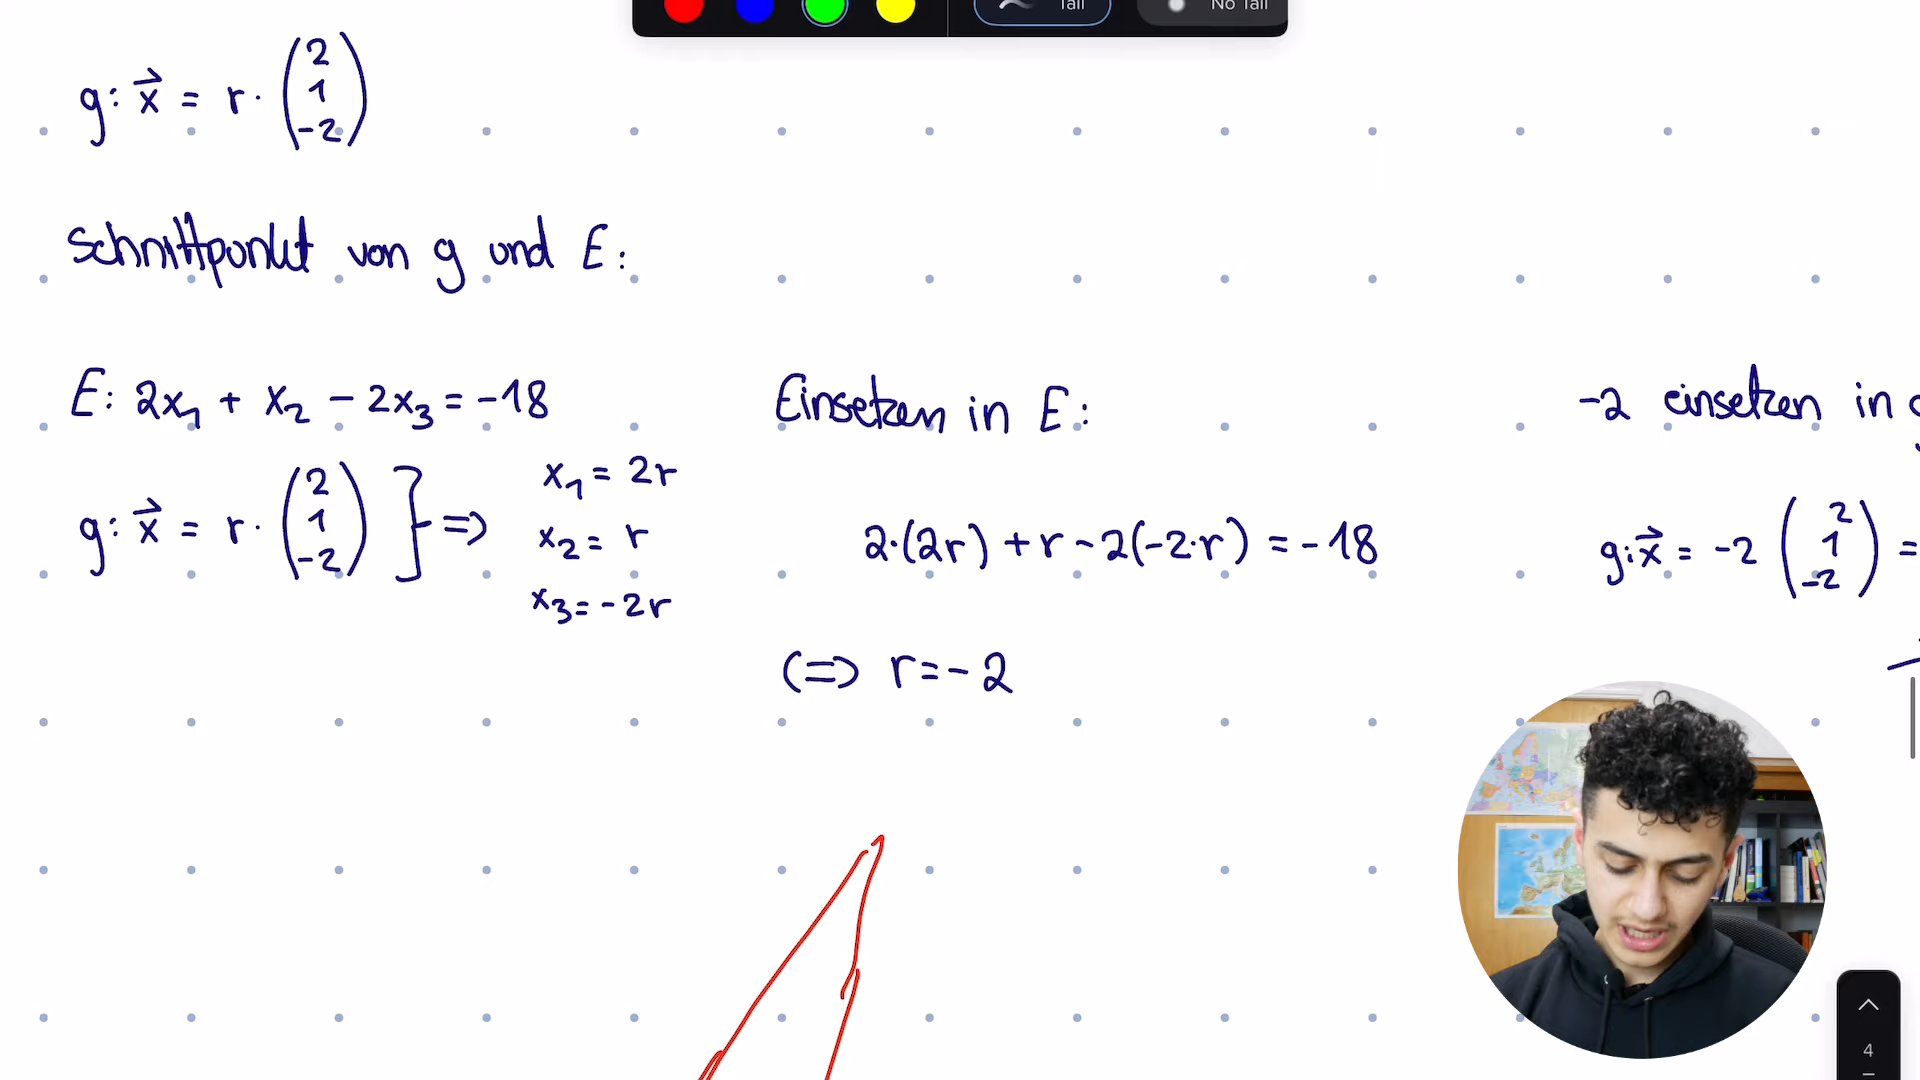 Tail No Tail
g: x⃗ = r · (2 1 -2)
Schnittpunkt von g und E:
E: 2x₁ + x₂ - 2x₃ = -18
g: x⃗ = r · (2 1 -2) } =>
x₁ = 2r
x₂ = r
x₃ = -2r
Einsetzen in E:
2·(2r) + r - 2(-2·r) = -18
(=> r = -2
-2 einsetzen in
g: x⃗ = -2 (2 1 -2) =
4